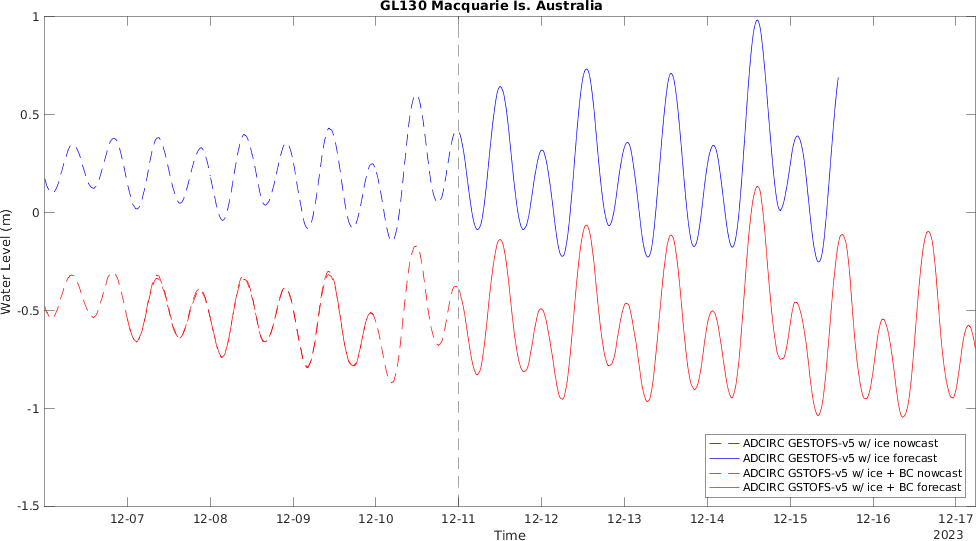 GL130 Macquarie Is. Australia
1
0.5
0
-0.5
-1
-1.5
Water Level (m)
12-07 12-08 12-09 12-10 12-11 12-12 12-13 12-14 12-15 12-16 12-17
Time
2023
ADCIRC GESTOFS-v5 w/ ice nowcast
ADCIRC GESTOFS-v5 w/ ice forecast
ADCIRC GSTOFS-v5 w/ ice + BC nowcast
ADCIRC GSTOFS-v5 w/ ice + BC forecast